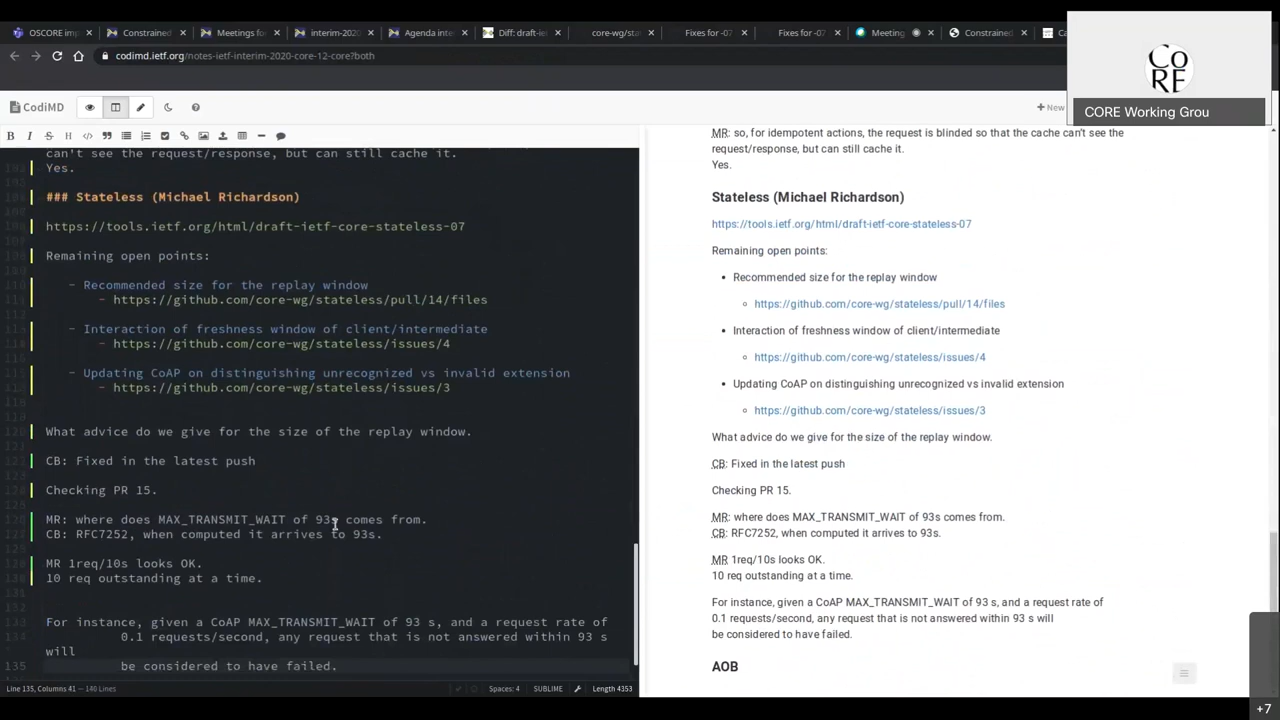 OSCORE imp
Constrained
Meetings for
interim-2020
Agenda inter
Diff: draft-ie
core-wg/sta
Fixes for -07
Fixes for -07
Meeting
Constrained
Ca
codimd.ietf.org/notes-ietf-interim-2020-core-12-core?both
CORE
CORE Working Grou
CodiMD
+ New
can't see the request/response, but can still cache it.
Yes.
### Stateless (Michael Richardson)
https://tools.ietf.org/html/draft-ietf-core-stateless-07
Remaining open points:
- Recommended size for the replay window
- https://github.com/core-wg/stateless/pull/14/files
- Interaction of freshness window of client/intermediate
- https://github.com/core-wg/stateless/issues/4
- Updating CoAP on distinguishing unrecognized vs invalid extension
- https://github.com/core-wg/stateless/issues/3
What advice do we give for the size of the replay window.
CB: Fixed in the latest push
Checking PR 15.
MR: where does MAX_TRANSMIT_WAIT of 93s comes from.
CB: RFC7252, when computed it arrives to 93s.
MR 1req/10s looks OK.
10 req outstanding at a time.
For instance, given a CoAP MAX_TRANSMIT_WAIT of 93 s, and a request rate of
0.1 requests/second, any request that is not answered within 93 s
will
135 be considered to have failed.
Line 135, Columns 41 — 140 Lines
Spaces: 4
SUBLIME
Length 4353
MR: so, for idempotent actions, the request is blinded so that the cache can't see the
request/response, but can still cache it.
Yes.
Stateless (Michael Richardson)
https://tools.ietf.org/html/draft-ietf-core-stateless-07
Remaining open points:
• Recommended size for the replay window
https://github.com/core-wg/stateless/pull/14/files
• Interaction of freshness window of client/intermediate
https://github.com/core-wg/stateless/issues/4
• Updating CoAP on distinguishing unrecognized vs invalid extension
https://github.com/core-wg/stateless/issues/3
What advice do we give for the size of the replay window.
CB: Fixed in the latest push
Checking PR 15.
MR: where does MAX_TRANSMIT_WAIT of 93s comes from.
CB: RFC7252, when computed it arrives to 93s.
MR 1req/10s looks OK.
10 req outstanding at a time.
For instance, given a CoAP MAX_TRANSMIT_WAIT of 93 s, and a request rate of
0.1 requests/second, any request that is not answered within 93 s will
be considered to have failed.
AOB
+7